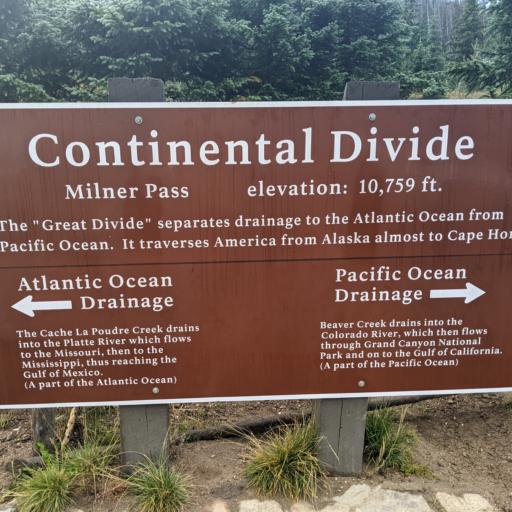 Continental Divide
Milner Pass elevation: 10,759 ft.
The "Great Divide" separates drainage to the Atlantic Ocean from
Pacific Ocean. It traverses America from Alaska almost to Cape
Atlantic Ocean
Drainage
The Cache La Poudre Creek drains
into the Platte River which flows
to the Missouri, then to the
Mississippi, thus reaching the
Gulf of Mexico.
(A part of the Atlantic Ocean)
Pacific Ocean
Drainage
Beaver Creek drains into the
Colorado River, which then flows
through Grand Canyon National
Park and on to the Gulf of California.
(A part of the Pacific Ocean)